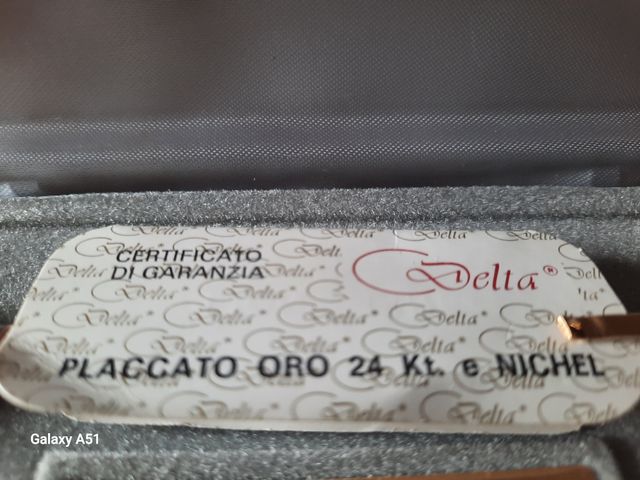 CERTIFICATO
DI GARANZIA
Delta®
PLACCATO ORO 24 Kt. e NICHEL
Galaxy A51